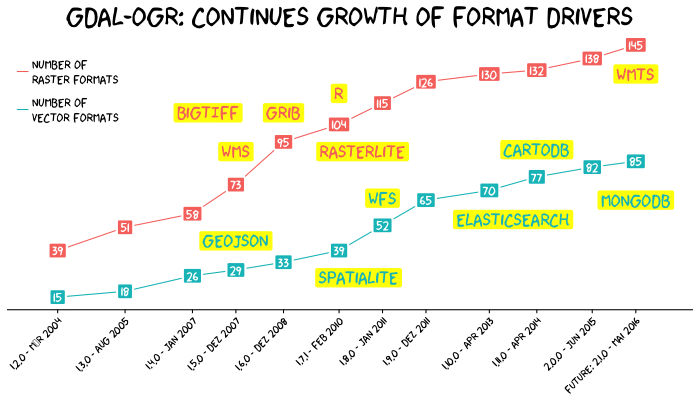 GDAL-OGR: CONTINUES GROWTH OF FORMAT DRIVERS
NUMBER OF
RASTER FORMATS
NUMBER OF
VECTOR FORMATS
145
138
132
130
126
115
104
95
73
58
51
39
R
BIGTIFF
GRIB
WMS
RASTERLITE
WMTS
CARTODB
85
82
77
70
65
52
39
33
29
26
18
15
WFS
MONGODB
ELASTICSEARCH
GEOJSON
SPATIALITE
1.2.0 - MÄR 2004
1.3.0 - AUG 2005
1.4.0 - JAN 2007
1.5.0 - DEZ 2007
1.6.0 - DEZ 2008
1.7.1 - FEB 2010
1.8.0 - JAN 2011
1.9.0 - DEZ 2011
1.10.0 - APR 2013
1.11.0 - APR 2014
2.0.0 - JUN 2015
FUTURE: 2.1.0 - MAI 2016